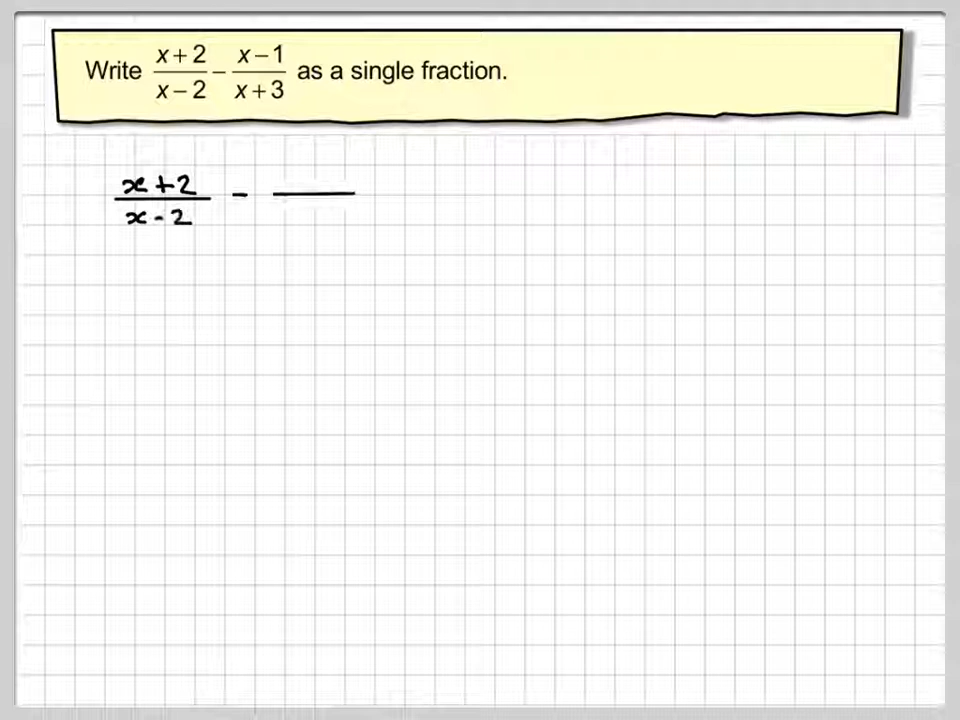 Write (x+2)/(x−2) − (x−1)/(x+3) as a single fraction.
(x+2)/(x-2) -